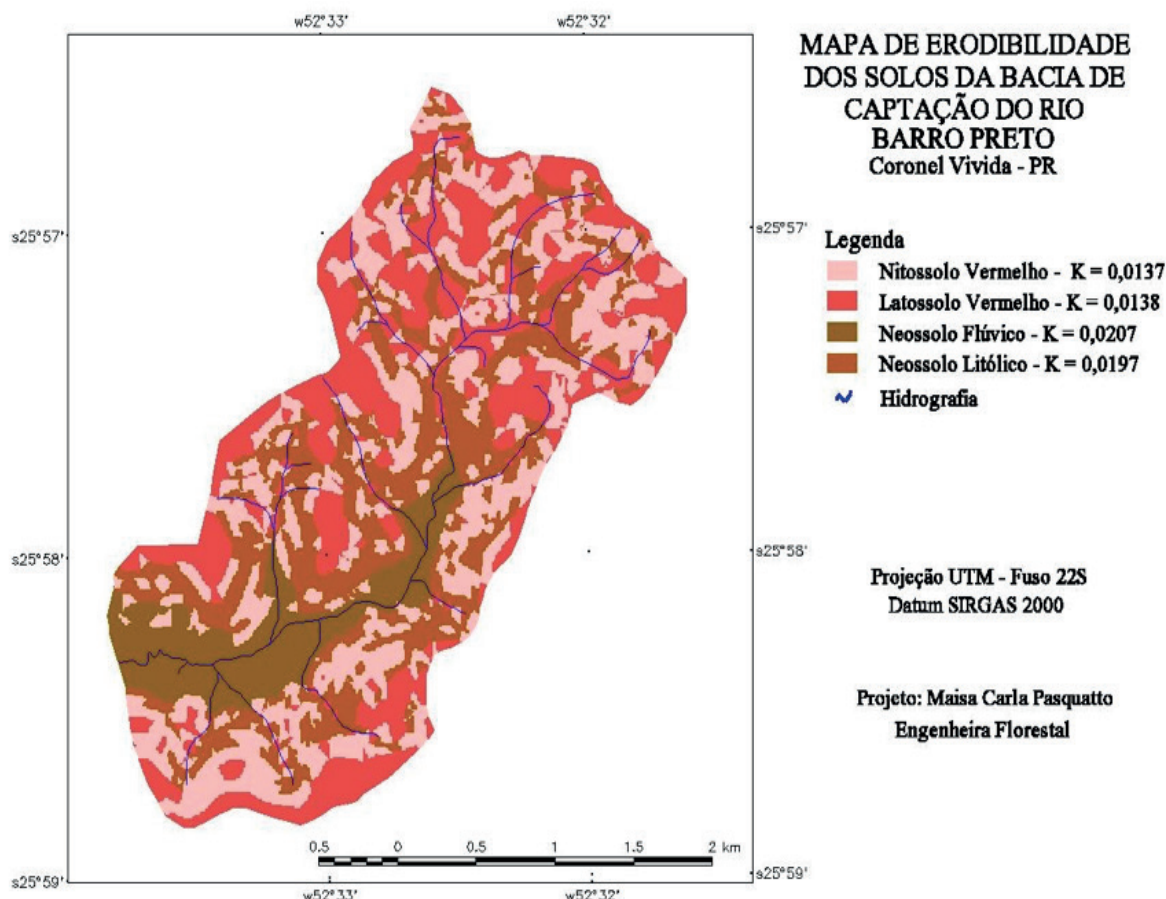 w52°33' w52°32'
MAPA DE ERODIBILIDADE
DOS SOLOS DA BACIA DE
CAPTAÇÃO DO RIO
BARRO PRETO
Coronel Vivida - PR
s25°57' s25°57'
Legenda
Nitossolo Vermelho - K = 0,0137
Latossolo Vermelho - K = 0,0138
Neossolo Flúvico - K = 0,0207
Neossolo Litólico - K = 0,0197
Hidrografia
s25°58' s25°58'
Projeção UTM - Fuso 22S
Datum SIRGAS 2000
Projeto: Maisa Carla Pasquatto
Engenheira Florestal
0.5 0 0.5 1 1.5 2 km
s25°59' s25°59'
w52°33' w52°32'